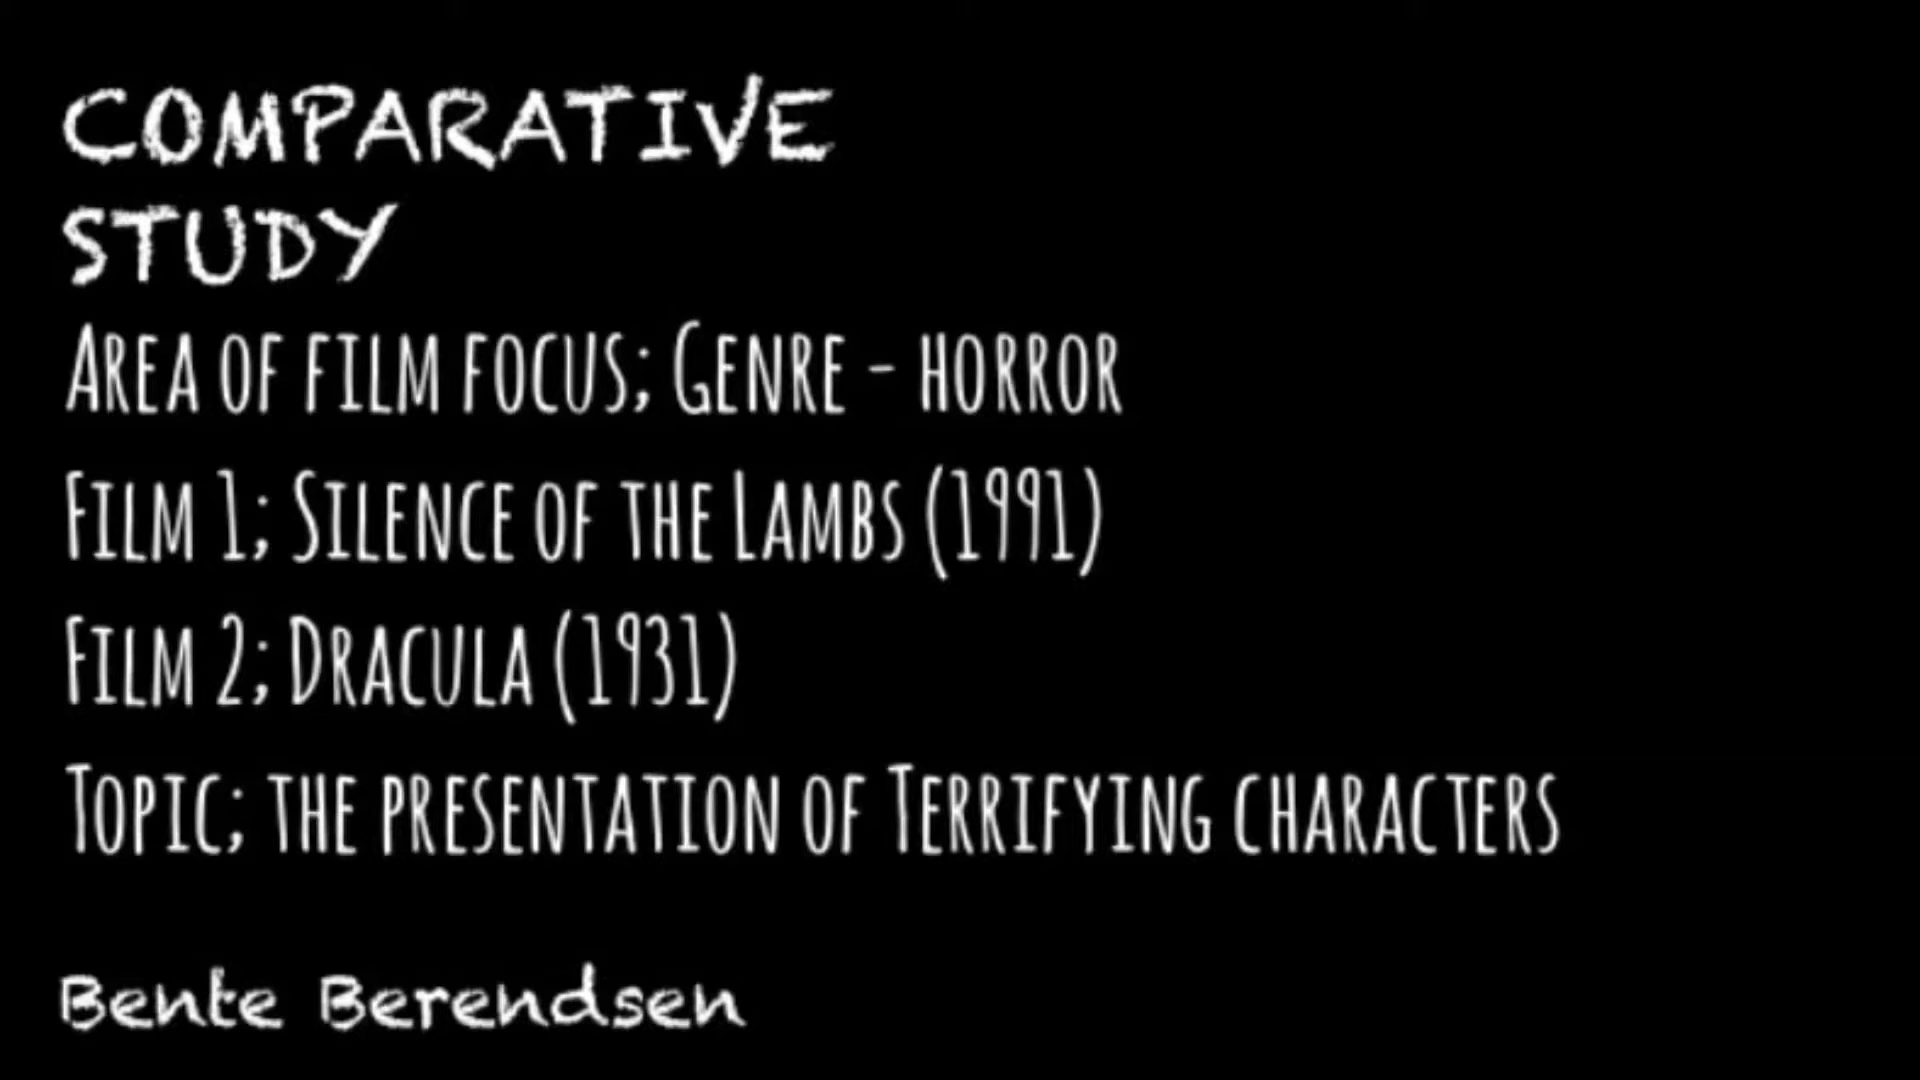 COMPARATIVE
STUDY
Area of film focus; Genre - horror
Film 1; Silence of the Lambs (1991)
Film 2; Dracula (1931)
Topic; the presentation of Terrifying characters
Bente Berendsen